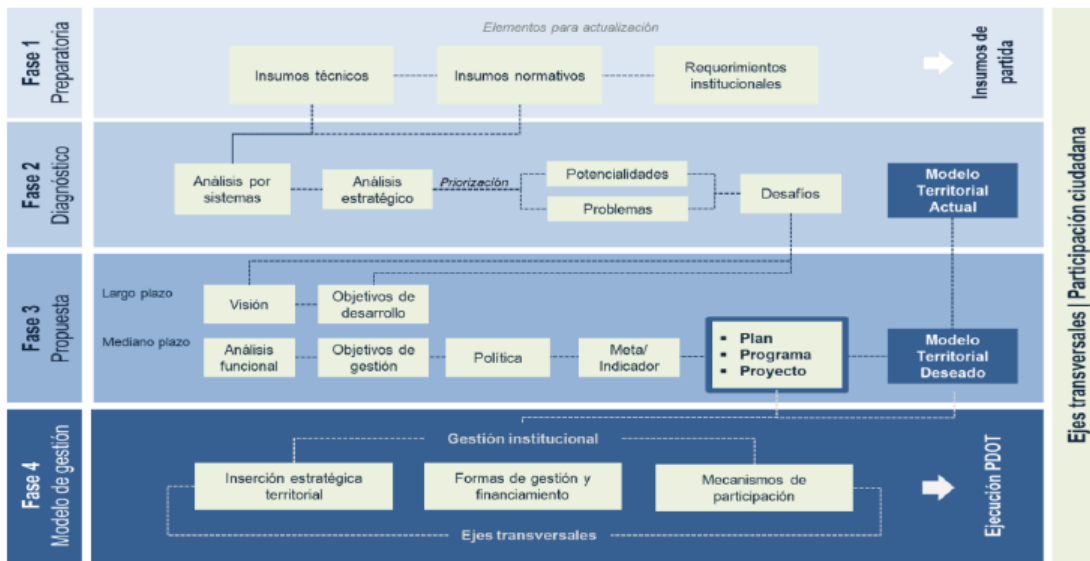 Fase 1
Preparatoria
Elementos para actualización
Insumos técnicos
Insumos normativos
Requerimientos
institucionales
Insumos de
partida
Fase 2
Diagnóstico
Análisis por
sistemas
Análisis
estratégico
Priorización
Potencialidades
Problemas
Desafíos
Modelo
Territorial
Actual
Fase 3
Propuesta
Largo plazo
Visión
Objetivos de
desarrollo
Mediano plazo
Análisis
funcional
Objetivos de
gestión
Política
Meta/
Indicador
▪ Plan
▪ Programa
▪ Proyecto
Modelo
Territorial
Deseado
Fase 4
Modelo de gestión
Gestión institucional
Inserción estratégica
territorial
Formas de gestión y
financiamiento
Mecanismos de
participación
Ejes transversales
Ejecución PDOT
Ejes transversales | Participación ciudadana